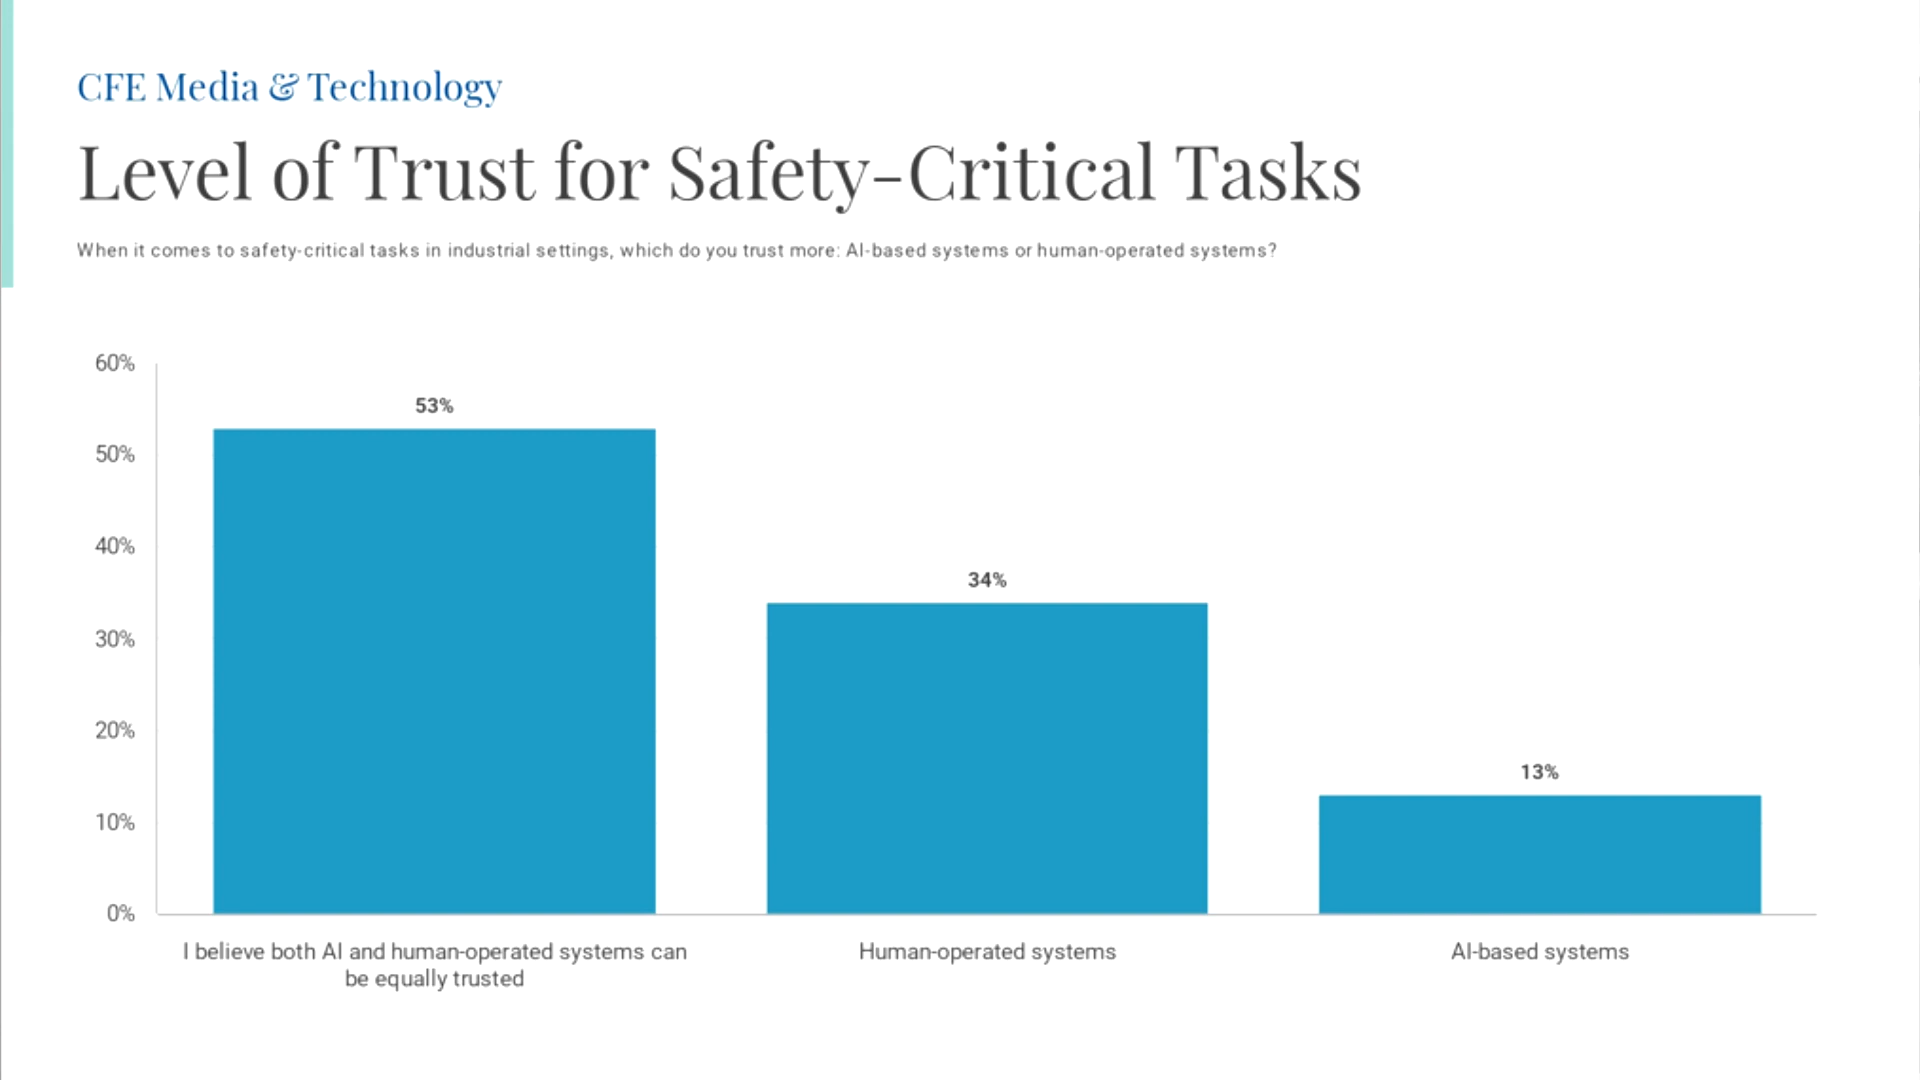 CFE Media & Technology
Level of Trust for Safety-Critical Tasks
When it comes to safety-critical tasks in industrial settings, which do you trust more: AI-based systems or human-operated systems?
60%
50%
40%
30%
20%
10%
0%
53%
34%
13%
I believe both AI and human-operated systems can
be equally trusted
Human-operated systems
AI-based systems